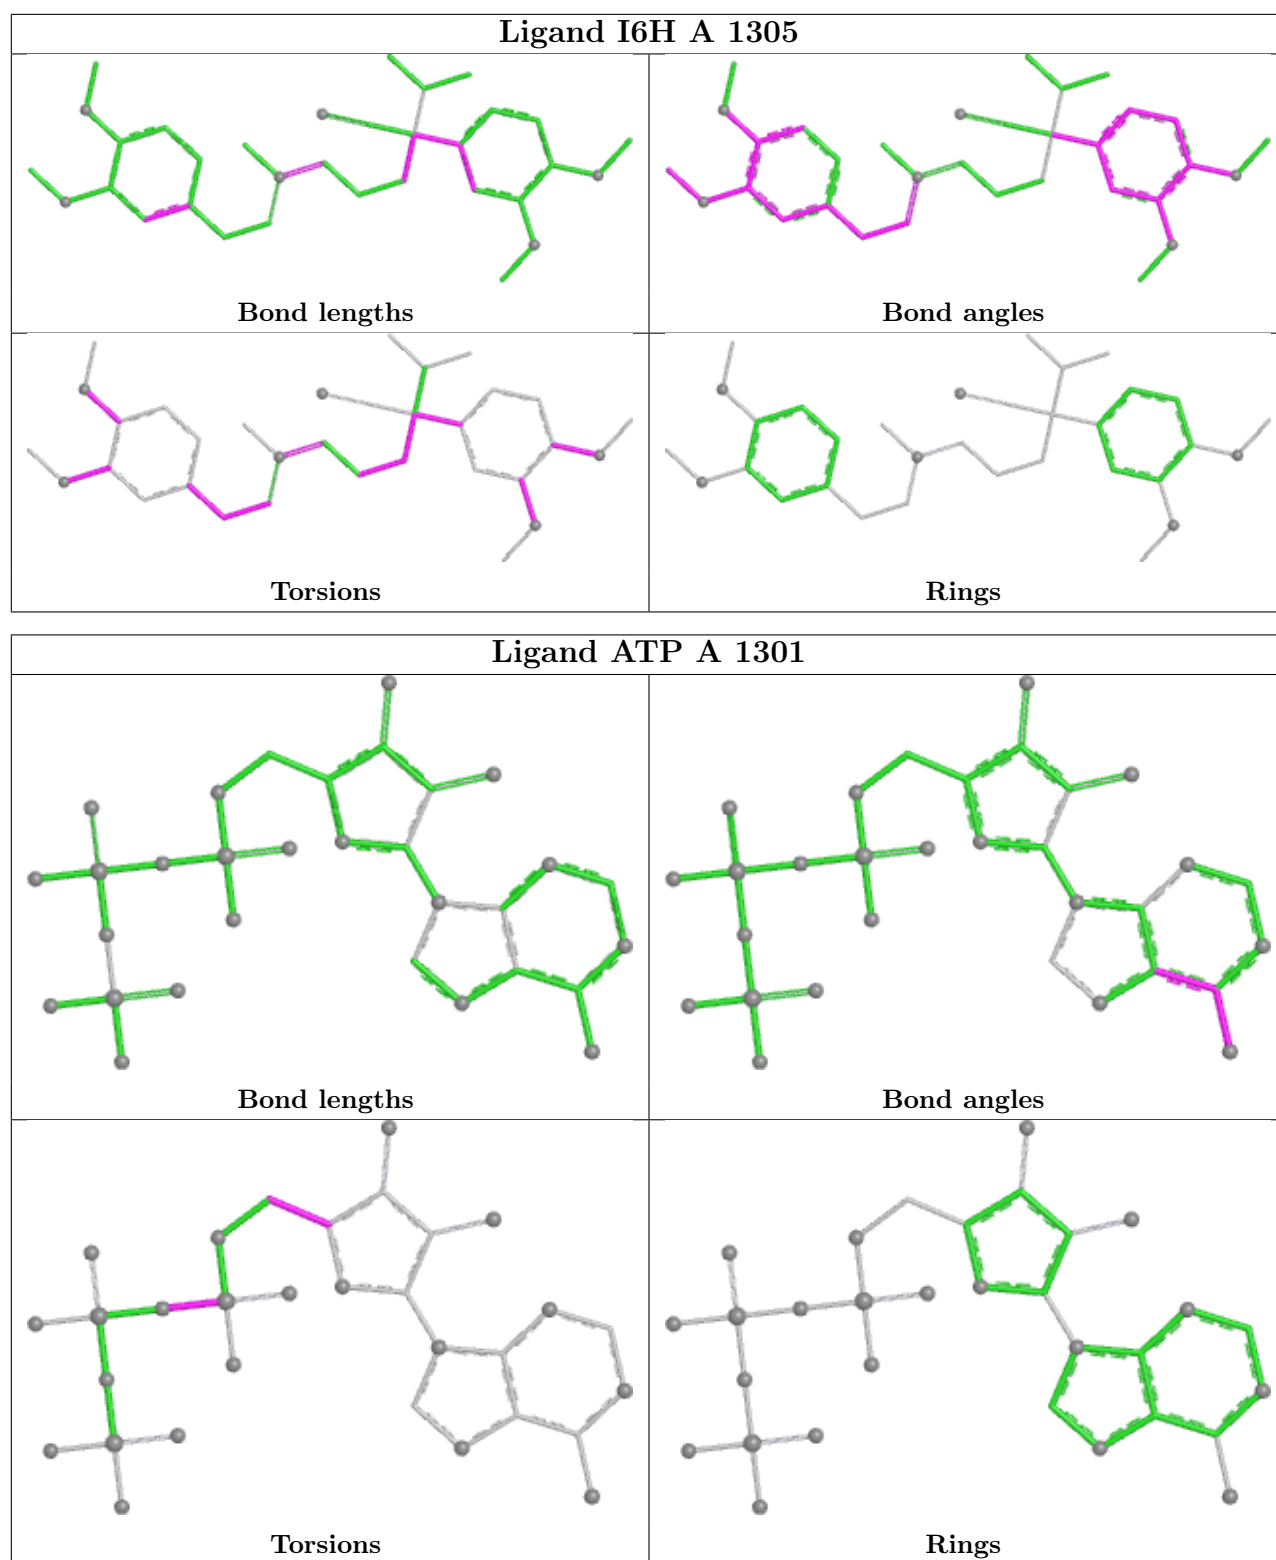 Ligand I6H A 1305
Bond lengths
Bond angles
Torsions
Rings
Ligand ATP A 1301
Bond lengths
Bond angles
Torsions
Rings